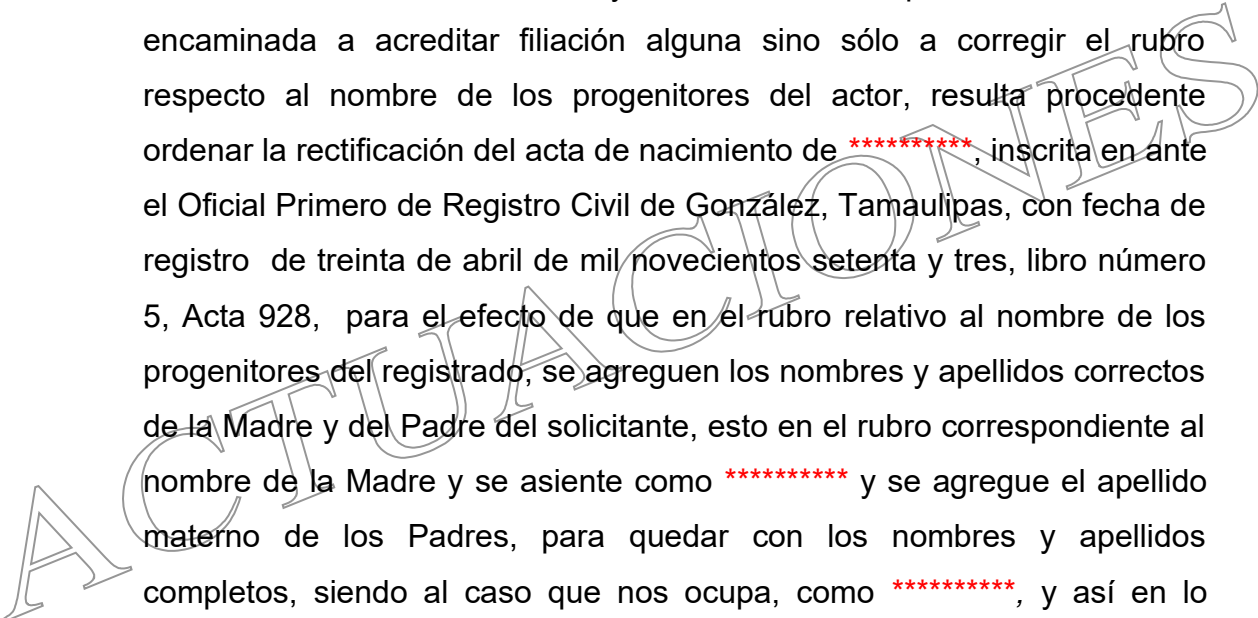 encaminada a acreditar filiación alguna sino sólo a corregir el rubro
respecto al nombre de los progenitores del actor, resulta procedente
ordenar la rectificación del acta de nacimiento de **********, inscrita en ante
el Oficial Primero de Registro Civil de González, Tamaulipas, con fecha de
registro de treinta de abril de mil novecientos setenta y tres, libro número
5, Acta 928, para el efecto de que en el rubro relativo al nombre de los
progenitores del registrado, se agreguen los nombres y apellidos correctos
de la Madre y del Padre del solicitante, esto en el rubro correspondiente al
nombre de la Madre y se asiente como ********** y se agregue el apellido
materno de los Padres, para quedar con los nombres y apellidos
completos, siendo al caso que nos ocupa, como **********, y así en lo
ACTUACIONES